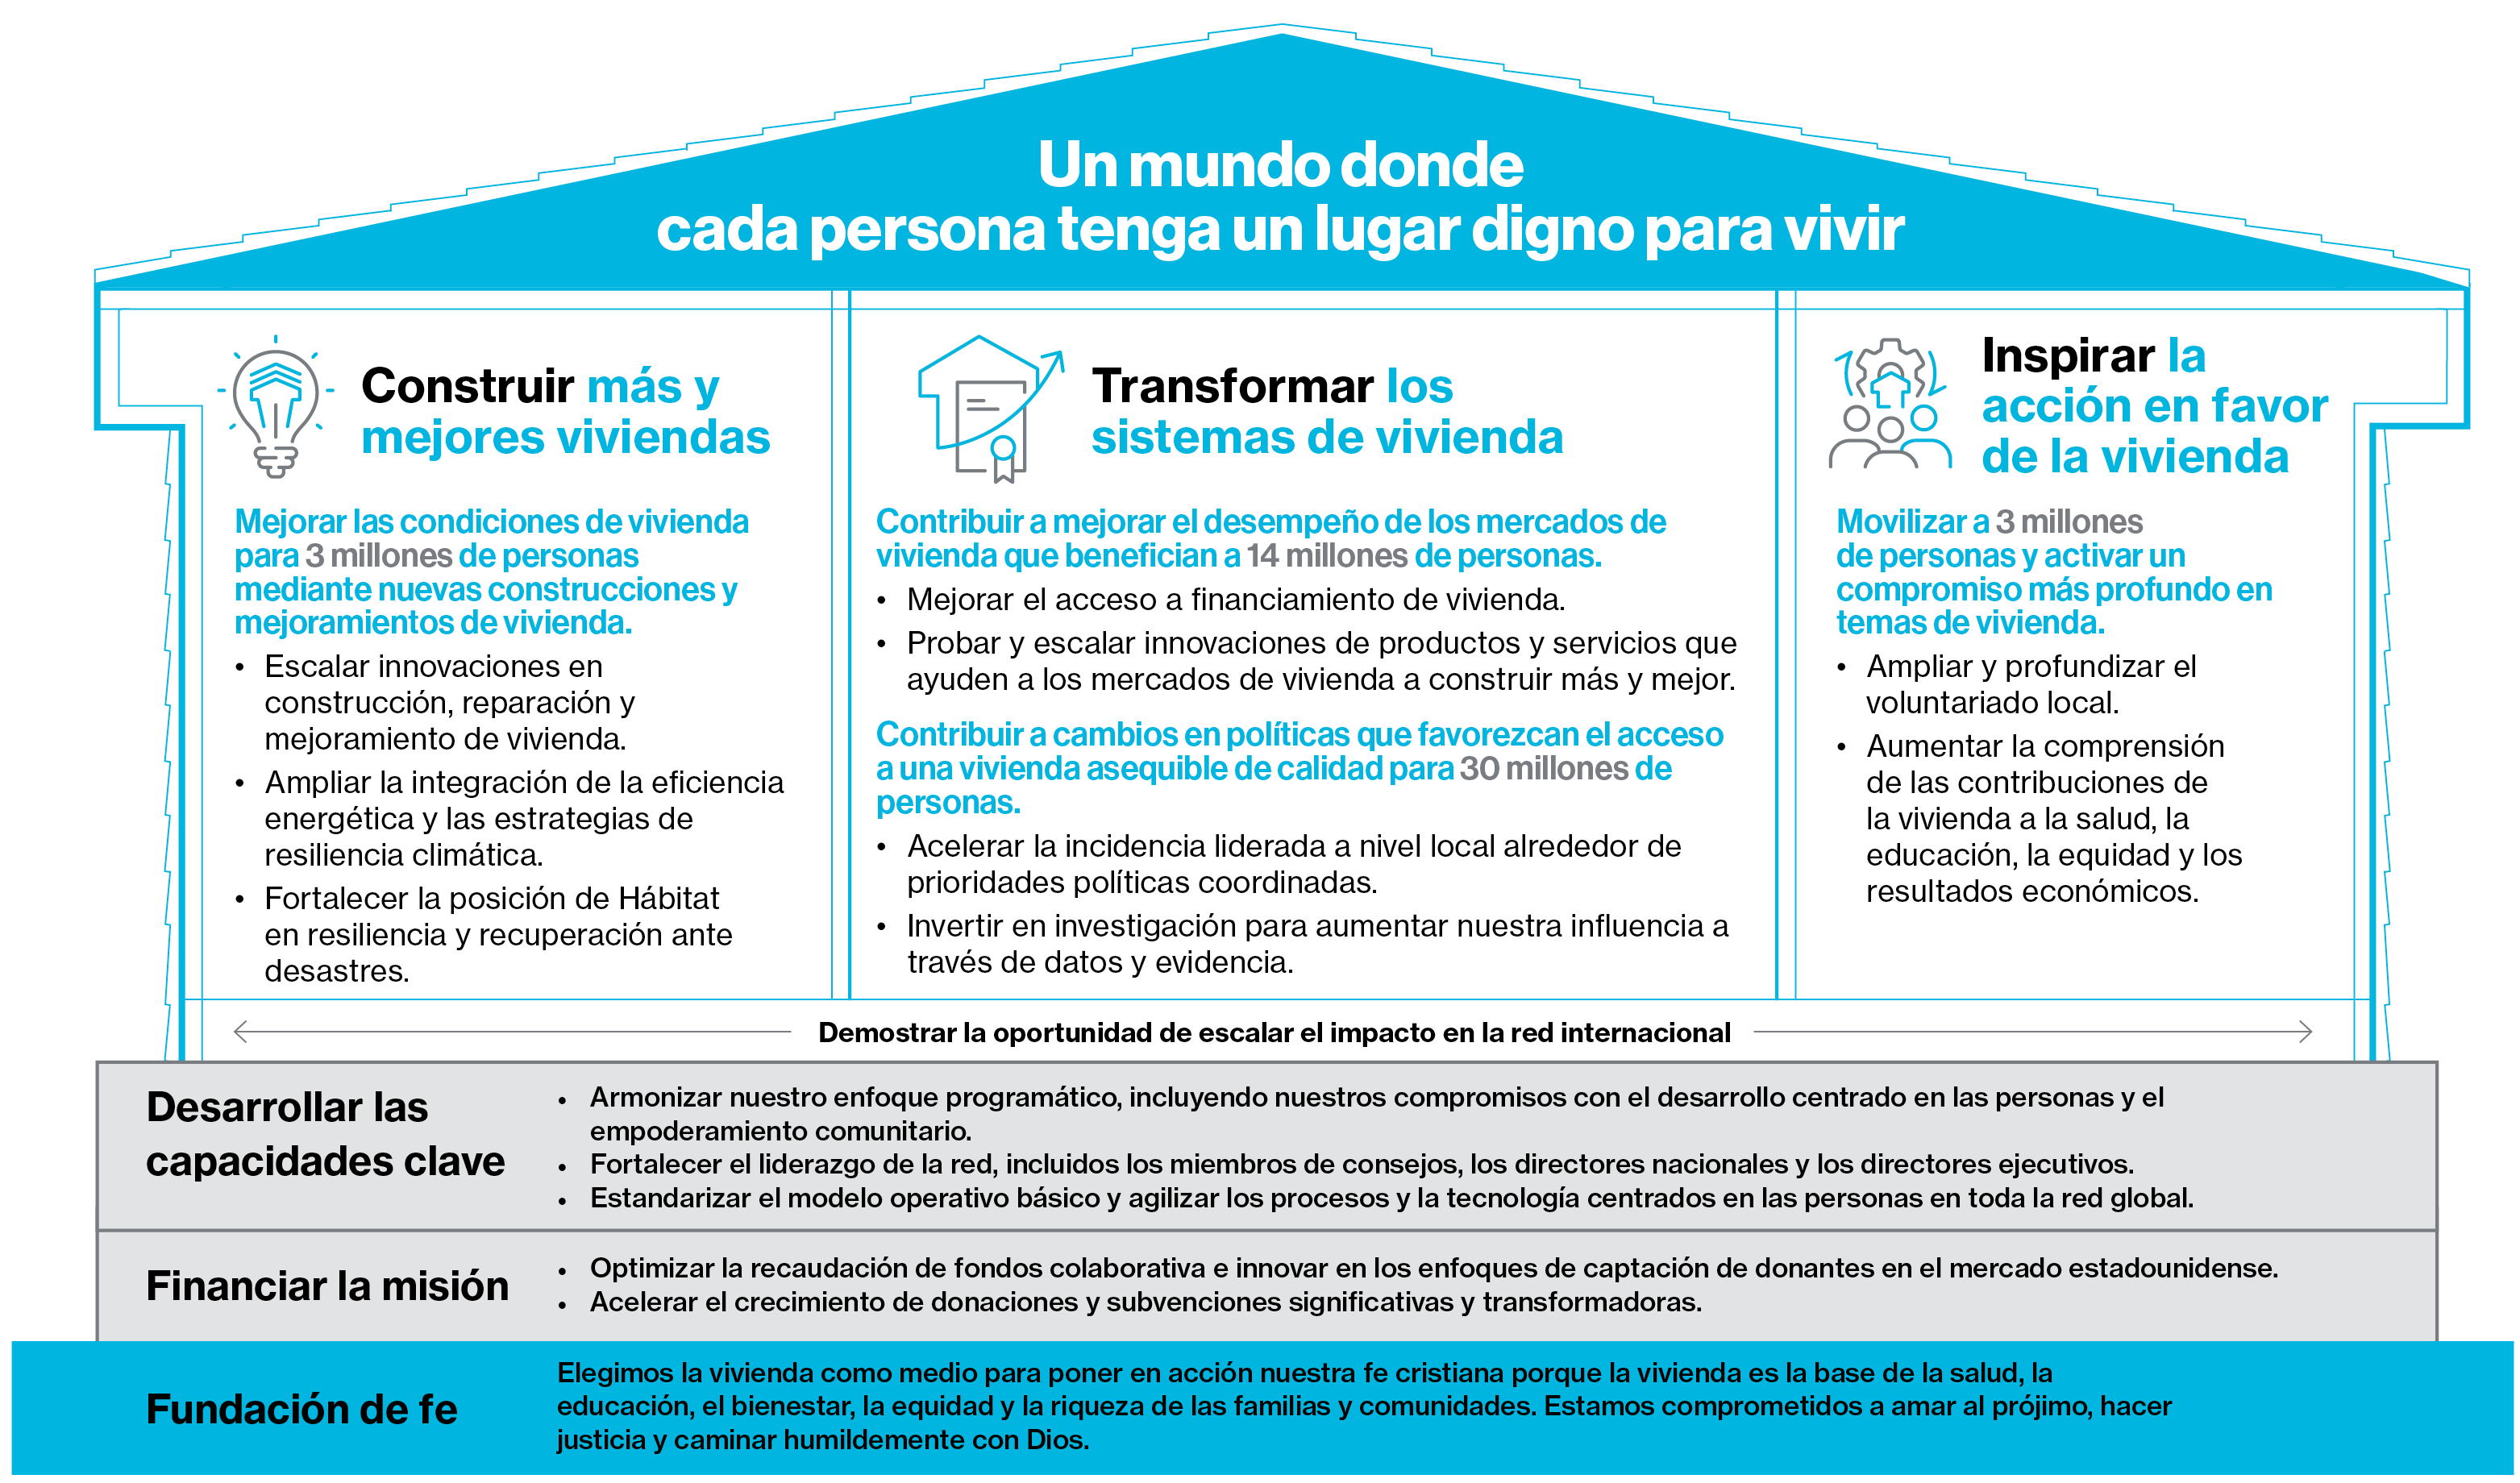 Un mundo donde
cada persona tenga un lugar digno para vivir
Construir más y
mejores viviendas
Mejorar las condiciones de vivienda
para 3 millones de personas
mediante nuevas construcciones y
mejoramientos de vivienda.
• Escalar innovaciones en
construcción, reparación y
mejoramiento de vivienda.
• Ampliar la integración de la eficiencia
energética y las estrategias de
resiliencia climática.
• Fortalecer la posición de Hábitat
en resiliencia y recuperación ante
desastres.
Transformar los
sistemas de vivienda
Contribuir a mejorar el desempeño de los mercados de
vivienda que benefician a 14 millones de personas.
• Mejorar el acceso a financiamiento de vivienda.
• Probar y escalar innovaciones de productos y servicios que
ayuden a los mercados de vivienda a construir más y mejor.
Contribuir a cambios en políticas que favorezcan el acceso
a una vivienda asequible de calidad para 30 millones de
personas.
• Acelerar la incidencia liderada a nivel local alrededor de
prioridades políticas coordinadas.
• Invertir en investigación para aumentar nuestra influencia a
través de datos y evidencia.
Inspirar la
acción en favor
de la vivienda
Movilizar a 3 millones
de personas y activar un
compromiso más profundo en
temas de vivienda.
• Ampliar y profundizar el
voluntariado local.
• Aumentar la comprensión
de las contribuciones de
la vivienda a la salud, la
educación, la equidad y los
resultados económicos.
Demostrar la oportunidad de escalar el impacto en la red internacional
Desarrollar las
capacidades clave
• Armonizar nuestro enfoque programático, incluyendo nuestros compromisos con el desarrollo centrado en las personas y el
empoderamiento comunitario.
• Fortalecer el liderazgo de la red, incluidos los miembros de consejos, los directores nacionales y los directores ejecutivos.
• Estandarizar el modelo operativo básico y agilizar los procesos y la tecnología centrados en las personas en toda la red global.
Financiar la misión
• Optimizar la recaudación de fondos colaborativa e innovar en los enfoques de captación de donantes en el mercado estadounidense.
• Acelerar el crecimiento de donaciones y subvenciones significativas y transformadoras.
Fundación de fe
Elegimos la vivienda como medio para poner en acción nuestra fe cristiana porque la vivienda es la base de la salud, la
educación, el bienestar, la equidad y la riqueza de las familias y comunidades. Estamos comprometidos a amar al prójimo, hacer
justicia y caminar humildemente con Dios.